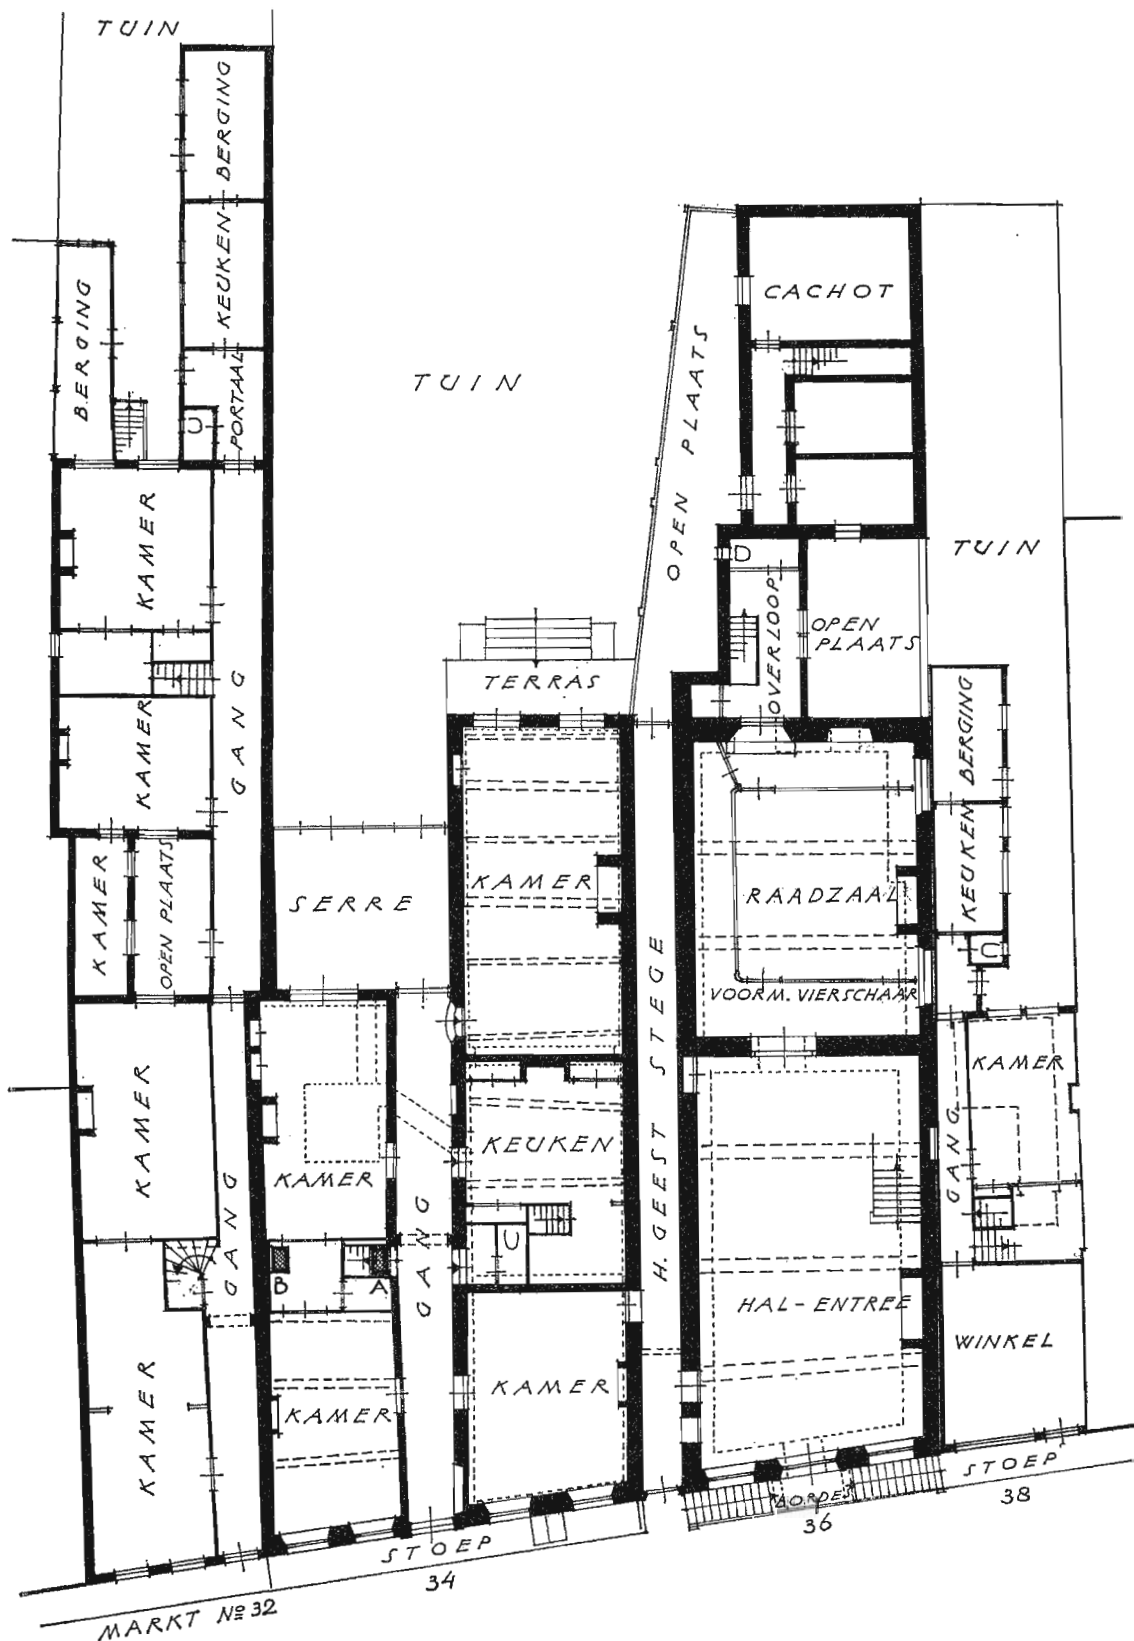 TUIN
BERGING
KEUKEN
PORTAAL
BERGING
KAMER
GANG
KAMER
KAMER
OPEN PLAATS
KAMER
GANG
KAMER
TUIN
TERRAS
SERRE
KAMER
KAMER
KEUKEN
GANG
B
A
KAMER
KAMER
STOEP
34
MARKT No 32
OPEN PLAATS
H. GEEST STEGE
CACHOT
OVERLOOP
OPEN
PLAATS
RAADZAAL
VOORM. VIERSCHAAR
HAL-ENTREE
BORDES
36
TUIN
BERGING
KEUKEN
KAMER
GANG
WINKEL
STOEP
38